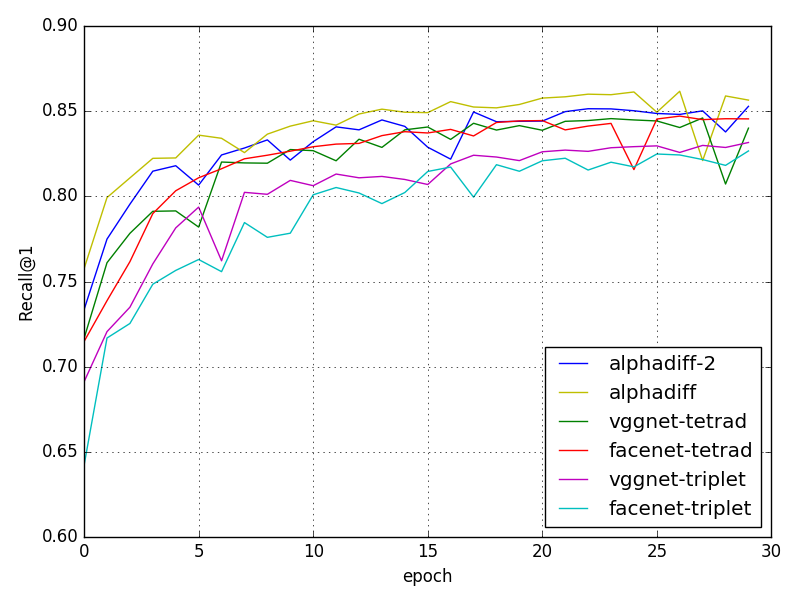 0.90
0.85
0.80
0.75
0.70
0.65
0.60
Recall@1
alphadiff-2
alphadiff
vggnet-tetrad
facenet-tetrad
vggnet-triplet
facenet-triplet
0 5 10 15 20 25 30
epoch